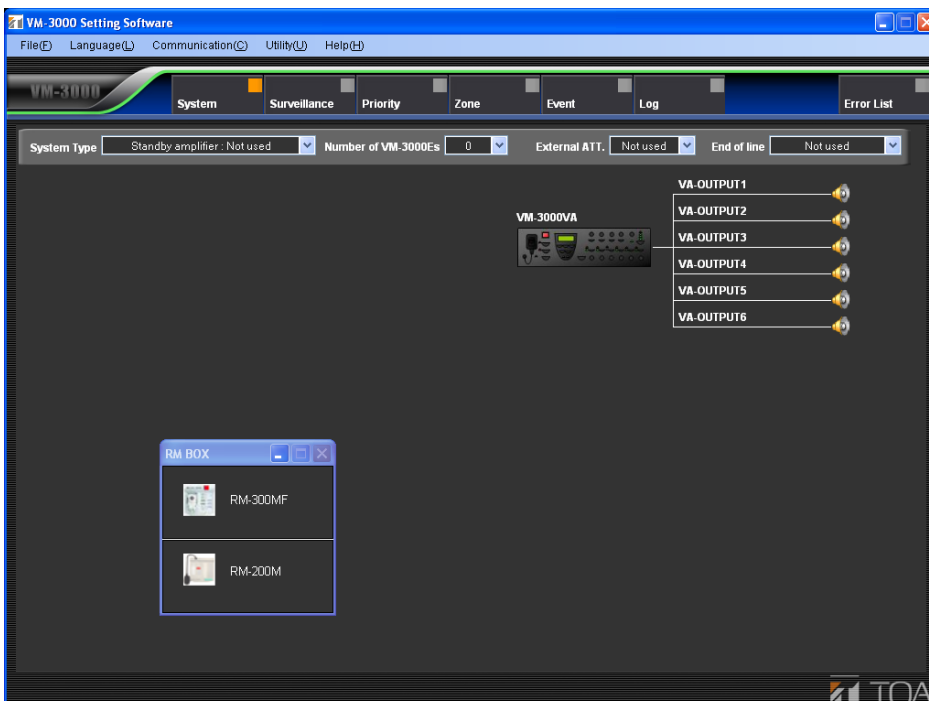 VM-3000 Setting Software
File(F) Language(L) Communication(C) Utility(U) Help(H)
VM-3000
System Surveillance Priority Zone Event Log Error List
System Type Standby amplifier : Not used Number of VM-3000Es 0 External ATT. Not used End of line Not used
VA-OUTPUT1
VM-3000VA
VA-OUTPUT2
VA-OUTPUT3
VA-OUTPUT4
VA-OUTPUT5
VA-OUTPUT6
RM BOX
RM-300MF
RM-200M
TOA